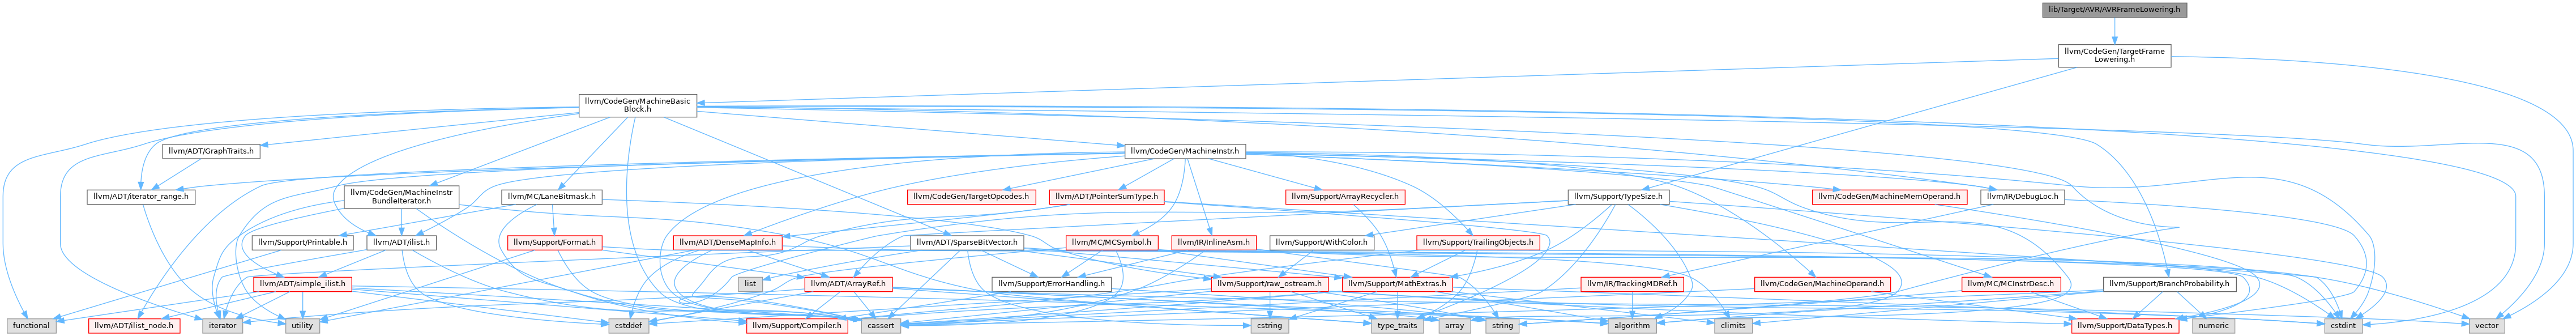 lib/Target/AVR/AVRFrameLowering.h
llvm/CodeGen/TargetFrame
Lowering.h
llvm/CodeGen/MachineBasic
Block.h
llvm/ADT/GraphTraits.h
llvm/CodeGen/MachineInstr.h
llvm/ADT/iterator_range.h
llvm/CodeGen/MachineInstr
BundleIterator.h
llvm/MC/LaneBitmask.h
llvm/CodeGen/TargetOpcodes.h
llvm/ADT/PointerSumType.h
llvm/Support/ArrayRecycler.h
llvm/Support/TypeSize.h
llvm/CodeGen/MachineMemOperand.h
llvm/IR/DebugLoc.h
llvm/Support/Printable.h
llvm/ADT/ilist.h
llvm/Support/Format.h
llvm/ADT/DenseMapInfo.h
llvm/ADT/SparseBitVector.h
llvm/MC/MCSymbol.h
llvm/IR/InlineAsm.h
llvm/Support/WithColor.h
llvm/Support/TrailingObjects.h
llvm/ADT/simple_ilist.h
list
llvm/ADT/ArrayRef.h
llvm/Support/ErrorHandling.h
llvm/Support/raw_ostream.h
llvm/Support/MathExtras.h
llvm/IR/TrackingMDRef.h
llvm/CodeGen/MachineOperand.h
llvm/MC/MCInstrDesc.h
llvm/Support/BranchProbability.h
functional
llvm/ADT/ilist_node.h
iterator
utility
cstddef
llvm/Support/Compiler.h
cassert
cstring
type_traits
array
string
algorithm
climits
llvm/Support/DataTypes.h
numeric
cstdint
vector